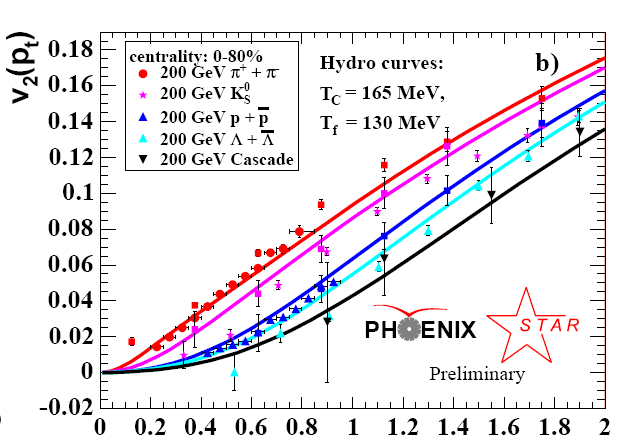 0.18
0.16
0.14
0.12
0.1
0.08
0.06
0.04
0.02
0
-0.02
v₂(pₜ)
centrality: 0-80%
200 GeV π⁺ + π⁻
200 GeV K⁰S
200 GeV p + p̅
200 GeV Λ + Λ̅
200 GeV Cascade
Hydro curves:
T_C = 165 MeV,
T_f = 130 MeV
b)
PHENIX
STAR
Preliminary
0 0.2 0.4 0.6 0.8 1 1.2 1.4 1.6 1.8 2